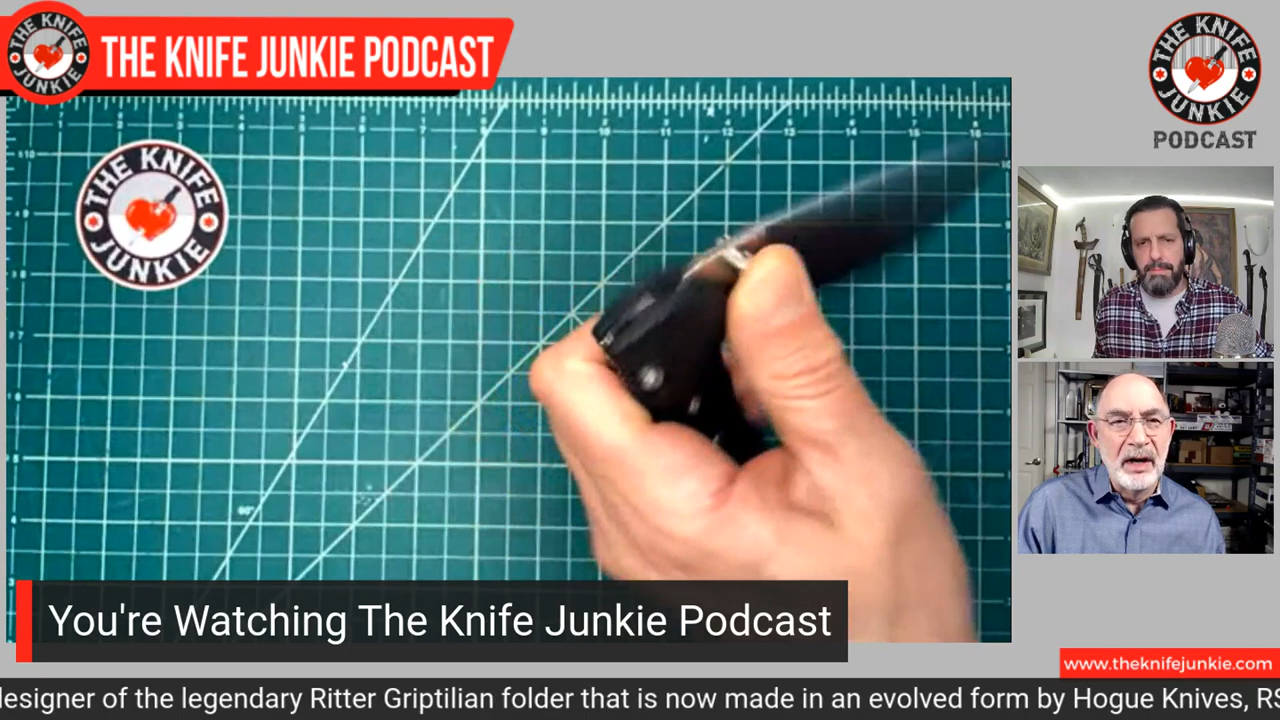 THE KNIFE JUNKIE
THE KNIFE JUNKIE PODCAST
THE KNIFE JUNKIE
PODCAST
THE KNIFE JUNKIE
60°
You're Watching The Knife Junkie Podcast
www.theknifejunkie.com
designer of the legendary Ritter Griptilian folder that is now made in an evolved form by Hogue Knives, RS